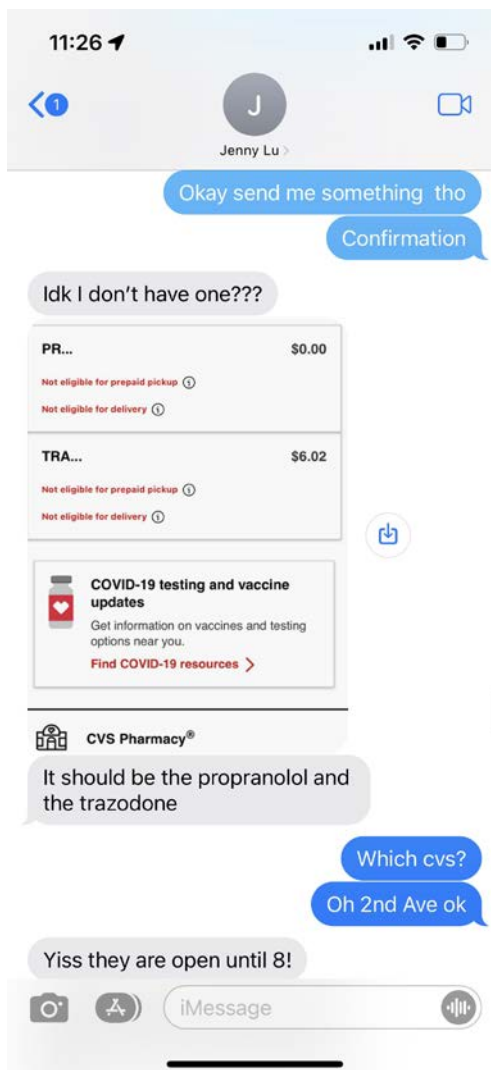 11:26
1
J
Jenny Lu
Okay send me something tho
Confirmation
Idk I don't have one???
PR... $0.00
Not eligible for prepaid pickup
Not eligible for delivery
TRA... $6.02
Not eligible for prepaid pickup
Not eligible for delivery
COVID-19 testing and vaccine
updates
Get information on vaccines and testing
options near you.
Find COVID-19 resources
CVS Pharmacy®
It should be the propranolol and
the trazodone
Which cvs?
Oh 2nd Ave ok
Yiss they are open until 8!
iMessage